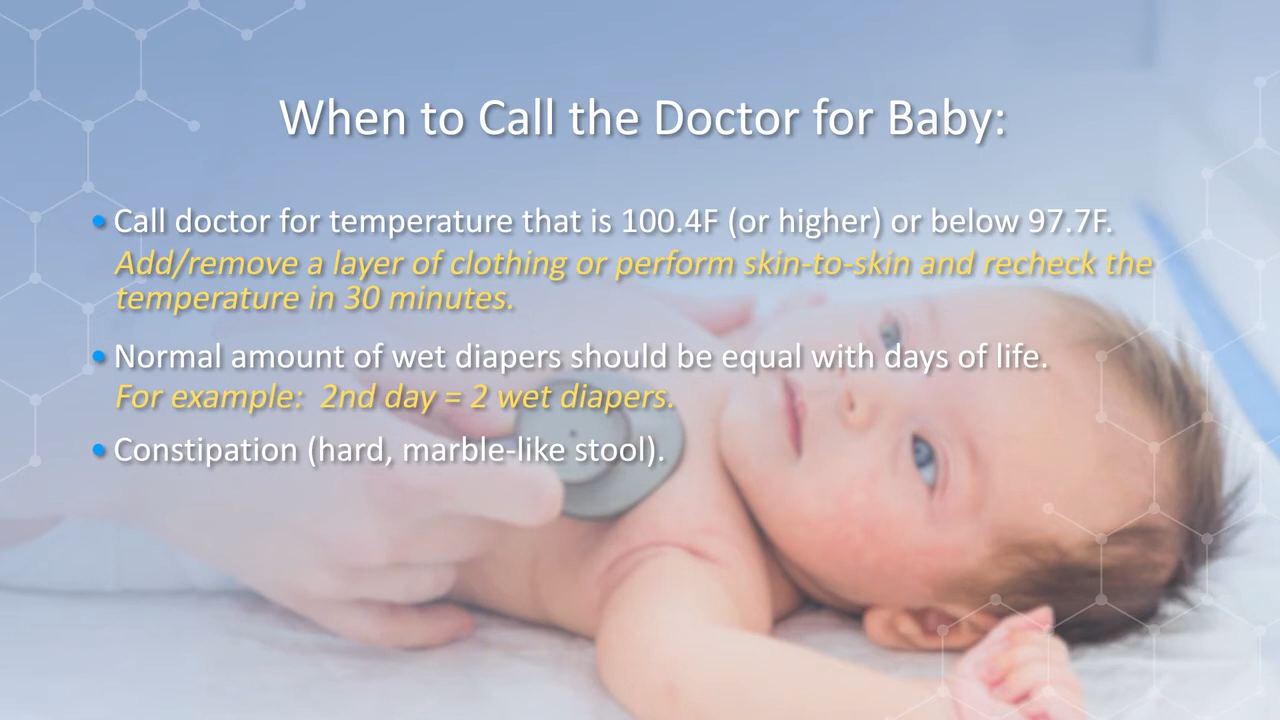 When to Call the Doctor for Baby:
• Call doctor for temperature that is 100.4F (or higher) or below 97.7F.
Add/remove a layer of clothing or perform skin-to-skin and recheck the
temperature in 30 minutes.
• Normal amount of wet diapers should be equal with days of life.
For example:  2nd day = 2 wet diapers.
• Constipation (hard, marble-like stool).